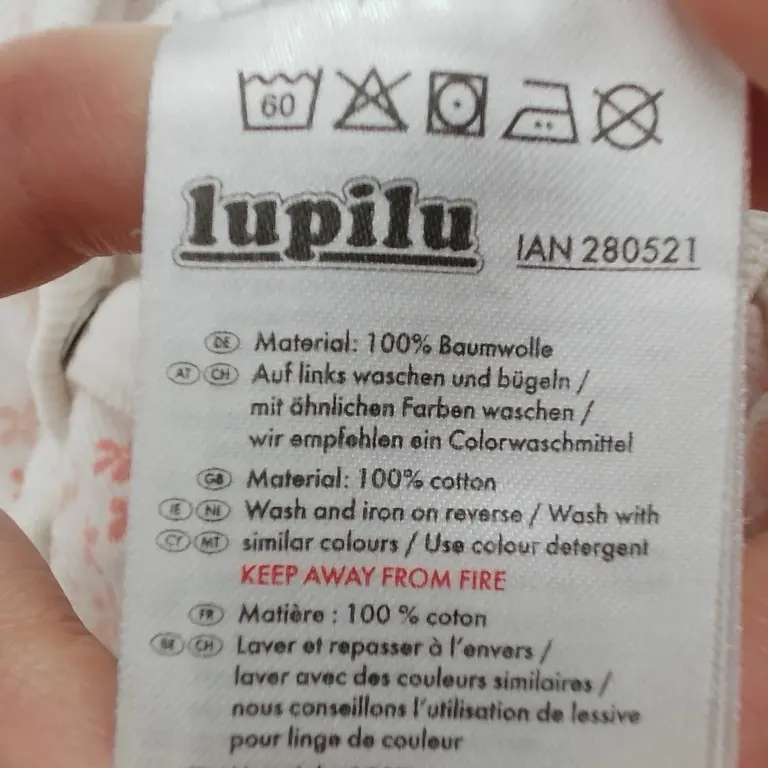 60
lupilu
IAN 280521
DE Material: 100% Baumwolle
AT CH Auf links waschen und bügeln /
mit ähnlichen Farben waschen /
wir empfehlen ein Colorwaschmittel
GB Material: 100% cotton
IE NI Wash and iron on reverse / Wash with
CY MT similar colours / Use colour detergent
KEEP AWAY FROM FIRE
FR Matière : 100 % coton
BE CH Laver et repasser à l'envers /
laver avec des couleurs similaires /
nous conseillons l'utilisation de lessive
pour linge de couleur